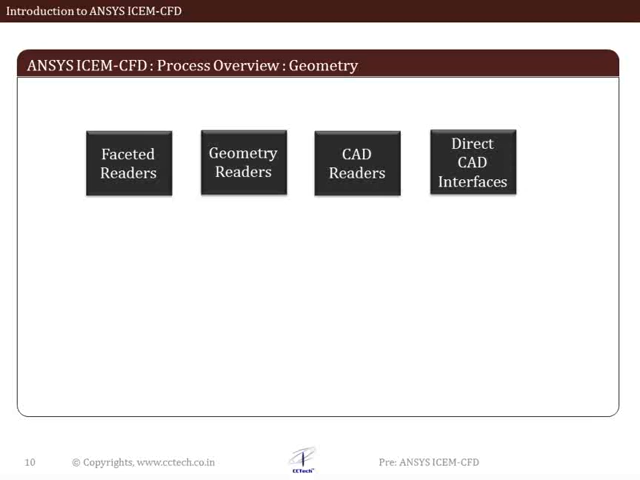 Introduction to ANSYS ICEM-CFD
ANSYS ICEM-CFD : Process Overview : Geometry
Faceted
Readers
Geometry
Readers
CAD
Readers
Direct
CAD
Interfaces
10
© Copyrights, www.cctech.co.in
CCTech™
Pre: ANSYS ICEM-CFD